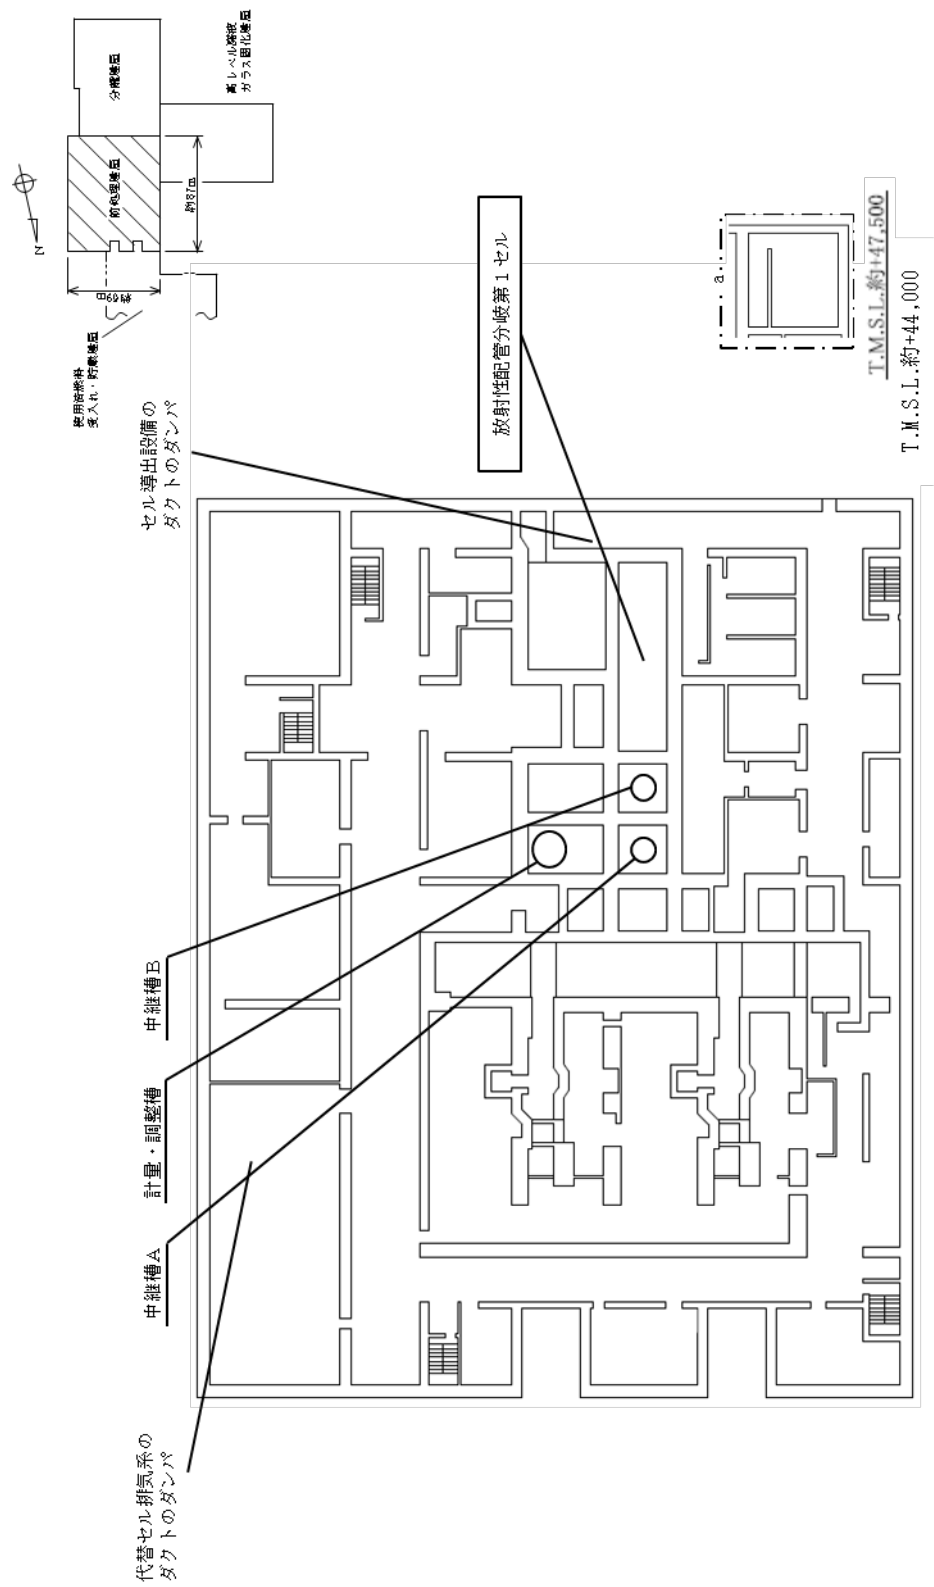 分離建屋
高レベル廃液
ガラス固化建屋
前処理建屋
約87m
約69m
N
使用済燃料
受入れ・貯蔵建屋
セル導出設備の
ダクトのダンパ
放射性配管分岐第1セル
a
T.M.S.L.約+47,500
T.M.S.L.約+44,000
中継槽B
計量・調整槽
中継槽A
代替セル排気系の
ダクトのダンパ